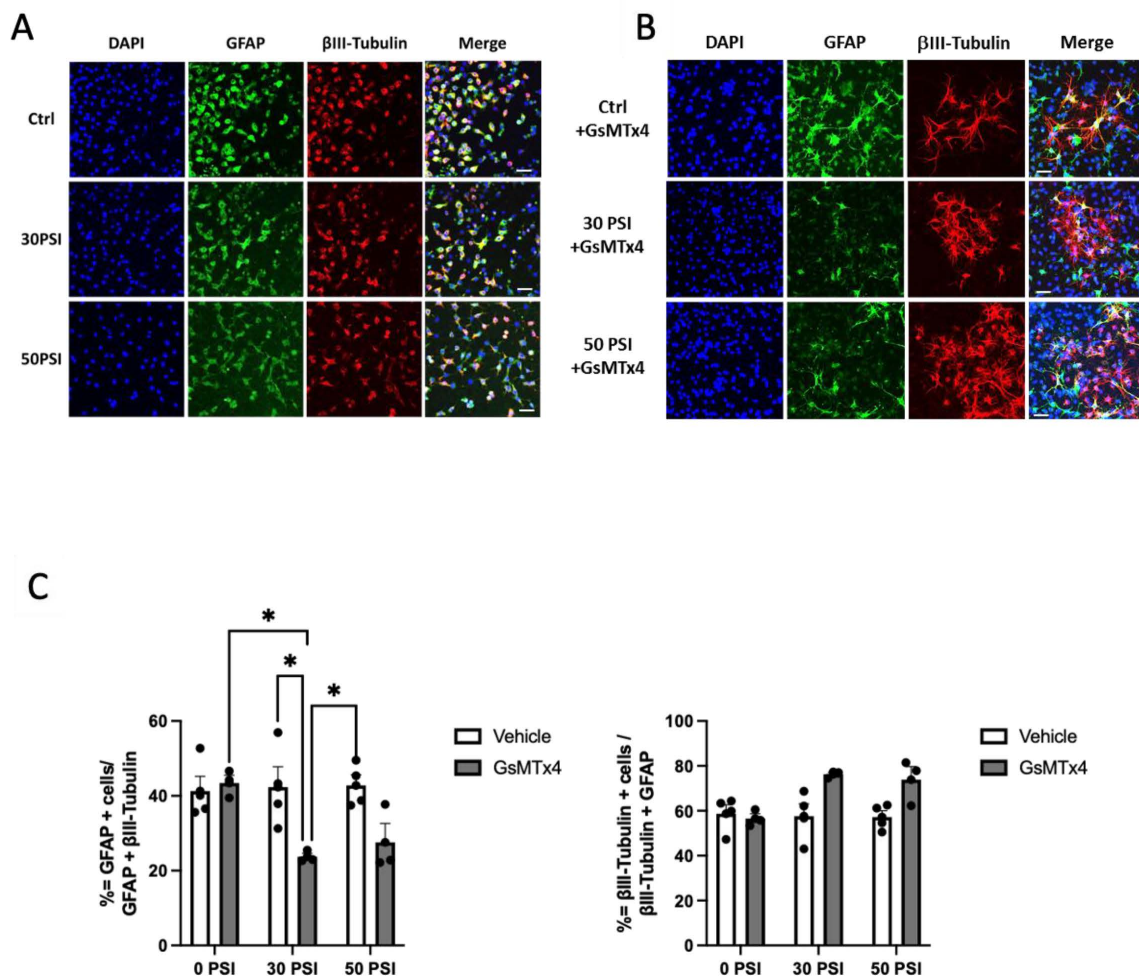 A
DAPI GFAP βIII-Tubulin Merge
Ctrl
30PSI
50PSI
B
DAPI GFAP βIII-Tubulin Merge
Ctrl
+GsMTx4
30 PSI
+GsMTx4
50 PSI
+GsMTx4
C
%= GFAP + cells/
GFAP + βIII-Tubulin
60
40
20
0
* * *
0 PSI 30 PSI 50 PSI
Vehicle
GsMTx4
%= βIII-Tubulin + cells /
βIII-Tubulin + GFAP
100
80
60
40
20
0
0 PSI 30 PSI 50 PSI
Vehicle
GsMTx4